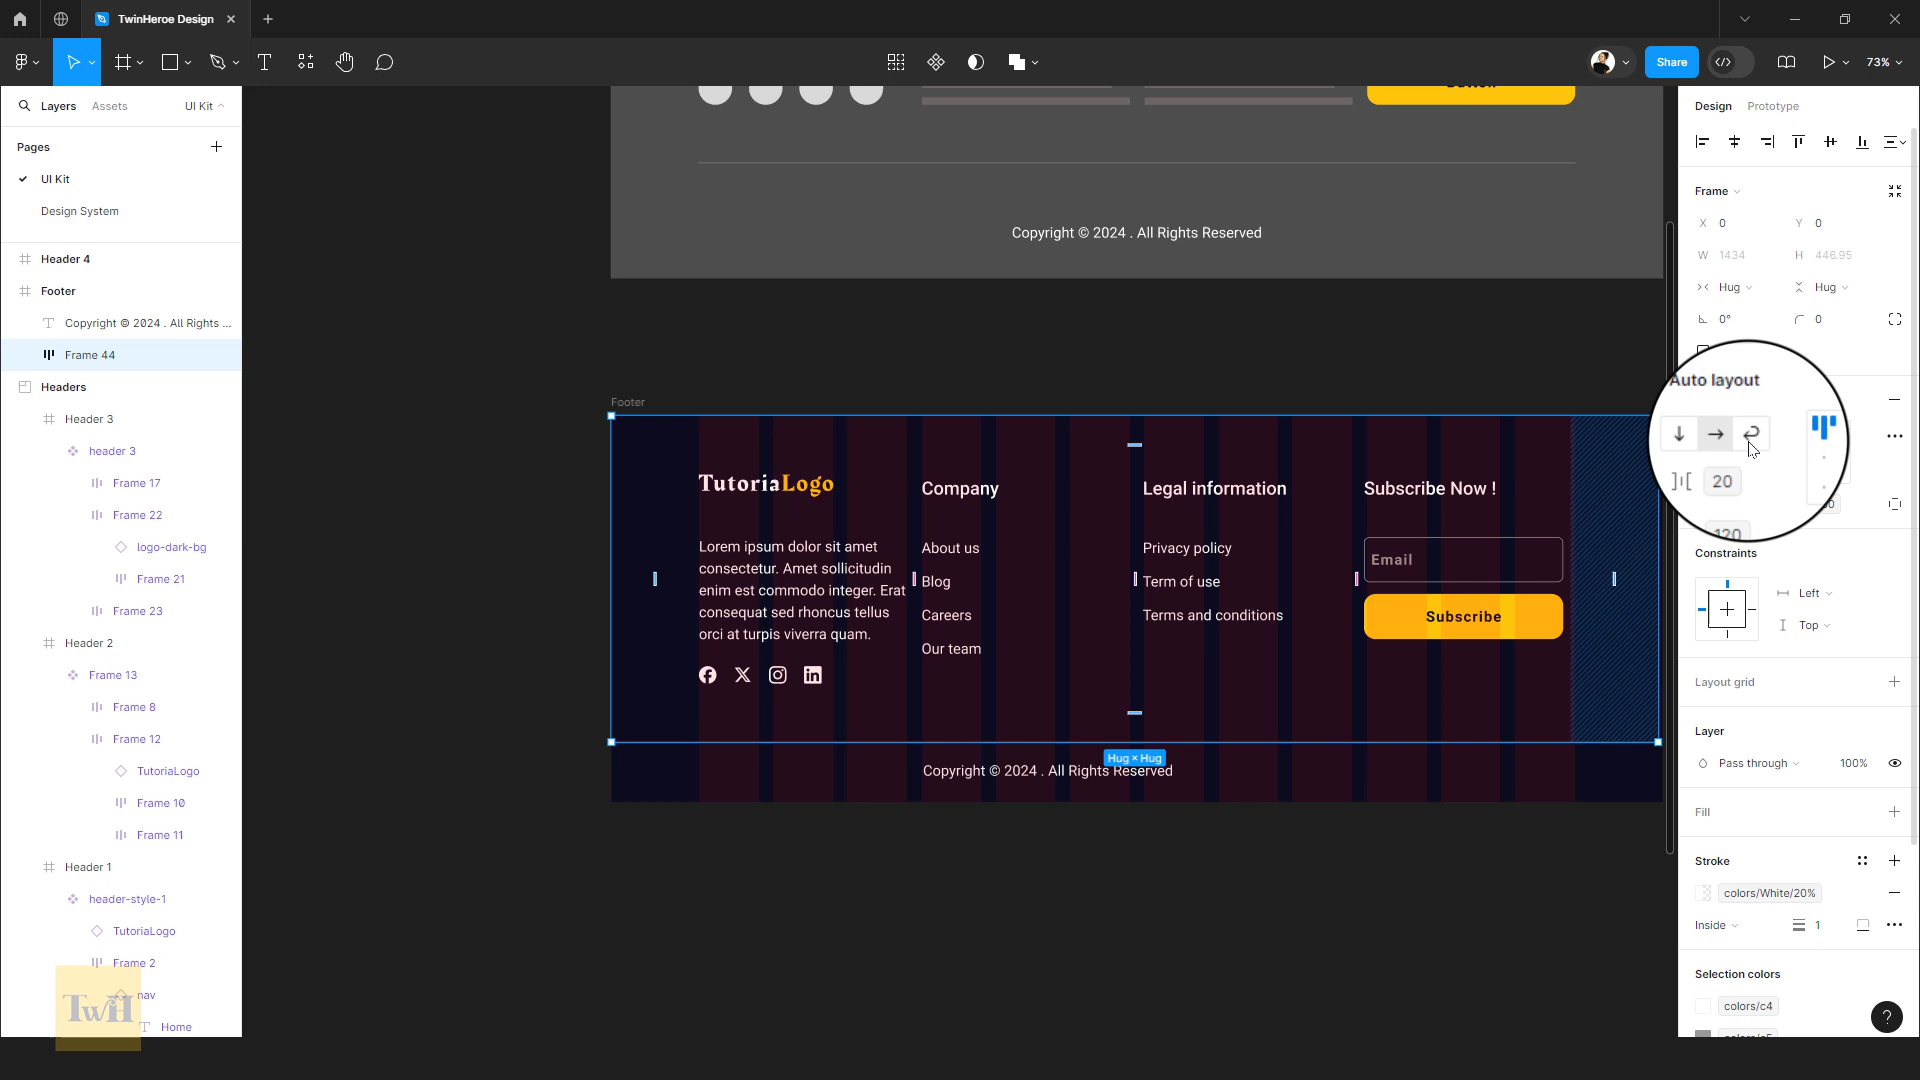 TwinHeroe Design
Share
73%
Layers
Assets
UI Kit
Design
Prototype
Pages
UI Kit
Design System
Header 4
Footer
Copyright © 2024 . All Rights ...
Frame 44
Headers
Header 3
header 3
Frame 17
Frame 22
logo-dark-bg
Frame 21
Frame 23
Header 2
Frame 13
Frame 8
Frame 12
TutoriaLogo
Frame 10
Frame 11
Header 1
header-style-1
TutoriaLogo
Frame 2
nav
Home
TwH
Copyright © 2024 . All Rights Reserved
Footer
TutoriaLogo
Company
Legal information
Subscribe Now !
Lorem ipsum dolor sit amet
consectetur. Amet sollicitudin
enim est commodo integer. Erat
consequat sed rhoncus tellus
orci at turpis viverra quam.
About us
Blog
Careers
Our team
Privacy policy
Term of use
Terms and conditions
Email
Subscribe
Hug × Hug
Copyright © 2024 . All Rights Reserved
Frame
X 0
Y 0
W 1434
H 446.95
Hug
Hug
0°
0
Auto layout
20
120
Constraints
Left
Top
Layout grid
Layer
Pass through
100%
Fill
Stroke
colors/White/20%
Inside
1
Selection colors
colors/c4
?